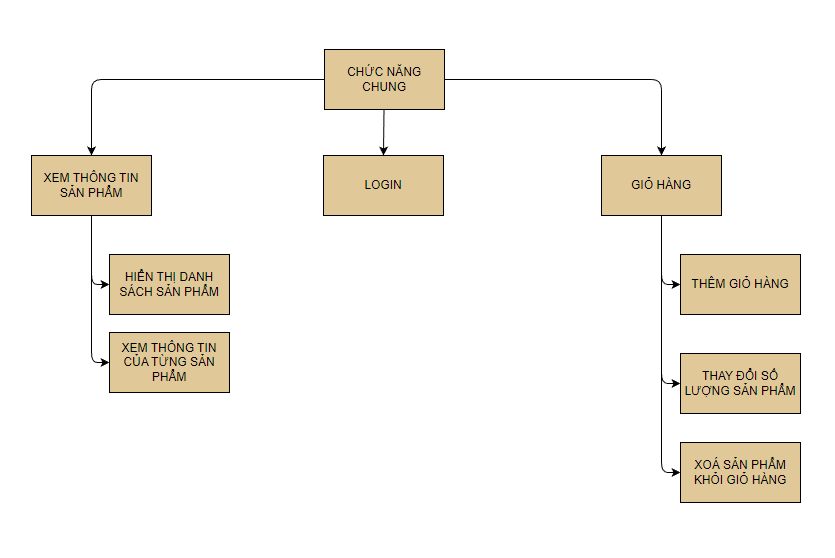 CHỨC NĂNG
CHUNG
XEM THÔNG TIN
SẢN PHẨM
LOGIN
GIỎ HÀNG
HIỂN THỊ DANH
SÁCH SẢN PHẨM
THÊM GIỎ HÀNG
XEM THÔNG TIN
CỦA TỪNG SẢN
PHẨM
THAY ĐỔI SỐ
LƯỢNG SẢN PHẨM
XOÁ SẢN PHẨM
KHỎI GIỎ HÀNG